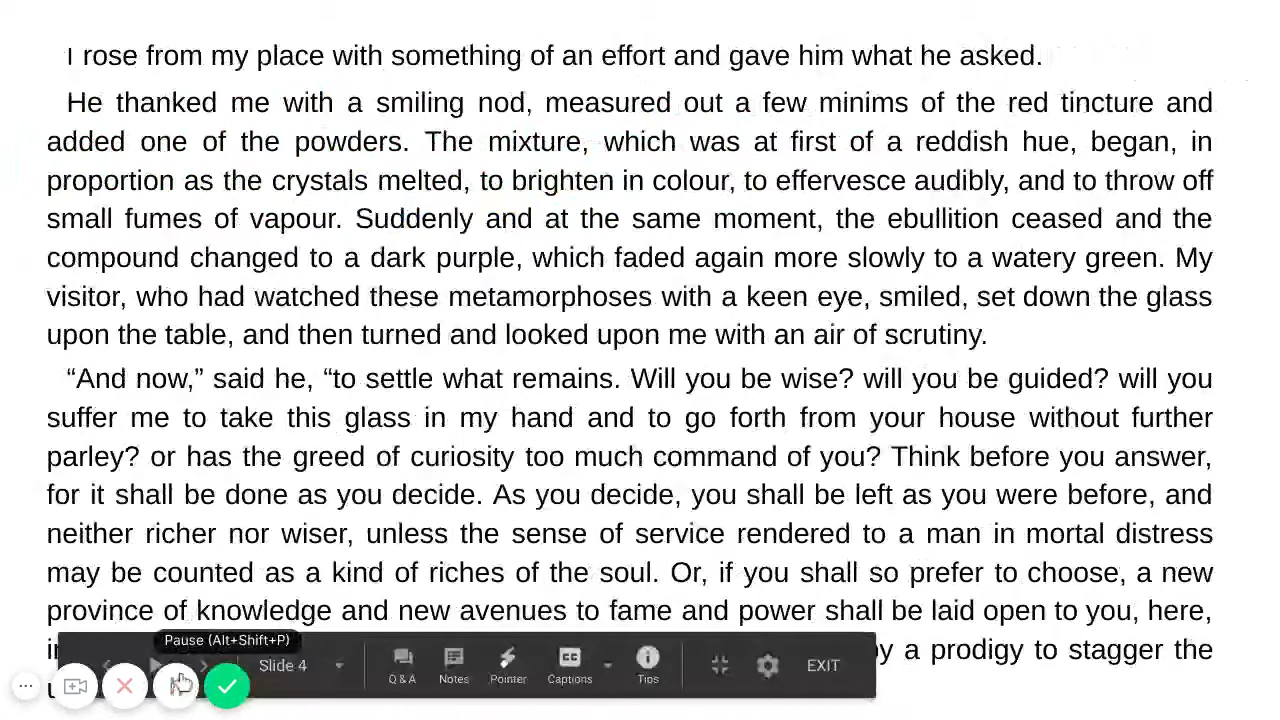 I rose from my place with something of an effort and gave him what he asked.
He thanked me with a smiling nod, measured out a few minims of the red tincture and
added one of the powders. The mixture, which was at first of a reddish hue, began, in
proportion as the crystals melted, to brighten in colour, to effervesce audibly, and to throw off
small fumes of vapour. Suddenly and at the same moment, the ebullition ceased and the
compound changed to a dark purple, which faded again more slowly to a watery green. My
visitor, who had watched these metamorphoses with a keen eye, smiled, set down the glass
upon the table, and then turned and looked upon me with an air of scrutiny.
“And now,” said he, “to settle what remains. Will you be wise? will you be guided? will you
suffer me to take this glass in my hand and to go forth from your house without further
parley? or has the greed of curiosity too much command of you? Think before you answer,
for it shall be done as you decide. As you decide, you shall be left as you were before, and
neither richer nor wiser, unless the sense of service rendered to a man in mortal distress
may be counted as a kind of riches of the soul. Or, if you shall so prefer to choose, a new
province of knowledge and new avenues to fame and power shall be laid open to you, here,
a prodigy to stagger the
Pause (Alt+Shift+P)
Slide 4
Q & A
Notes
Pointer
CC
Captions
Tips
EXIT